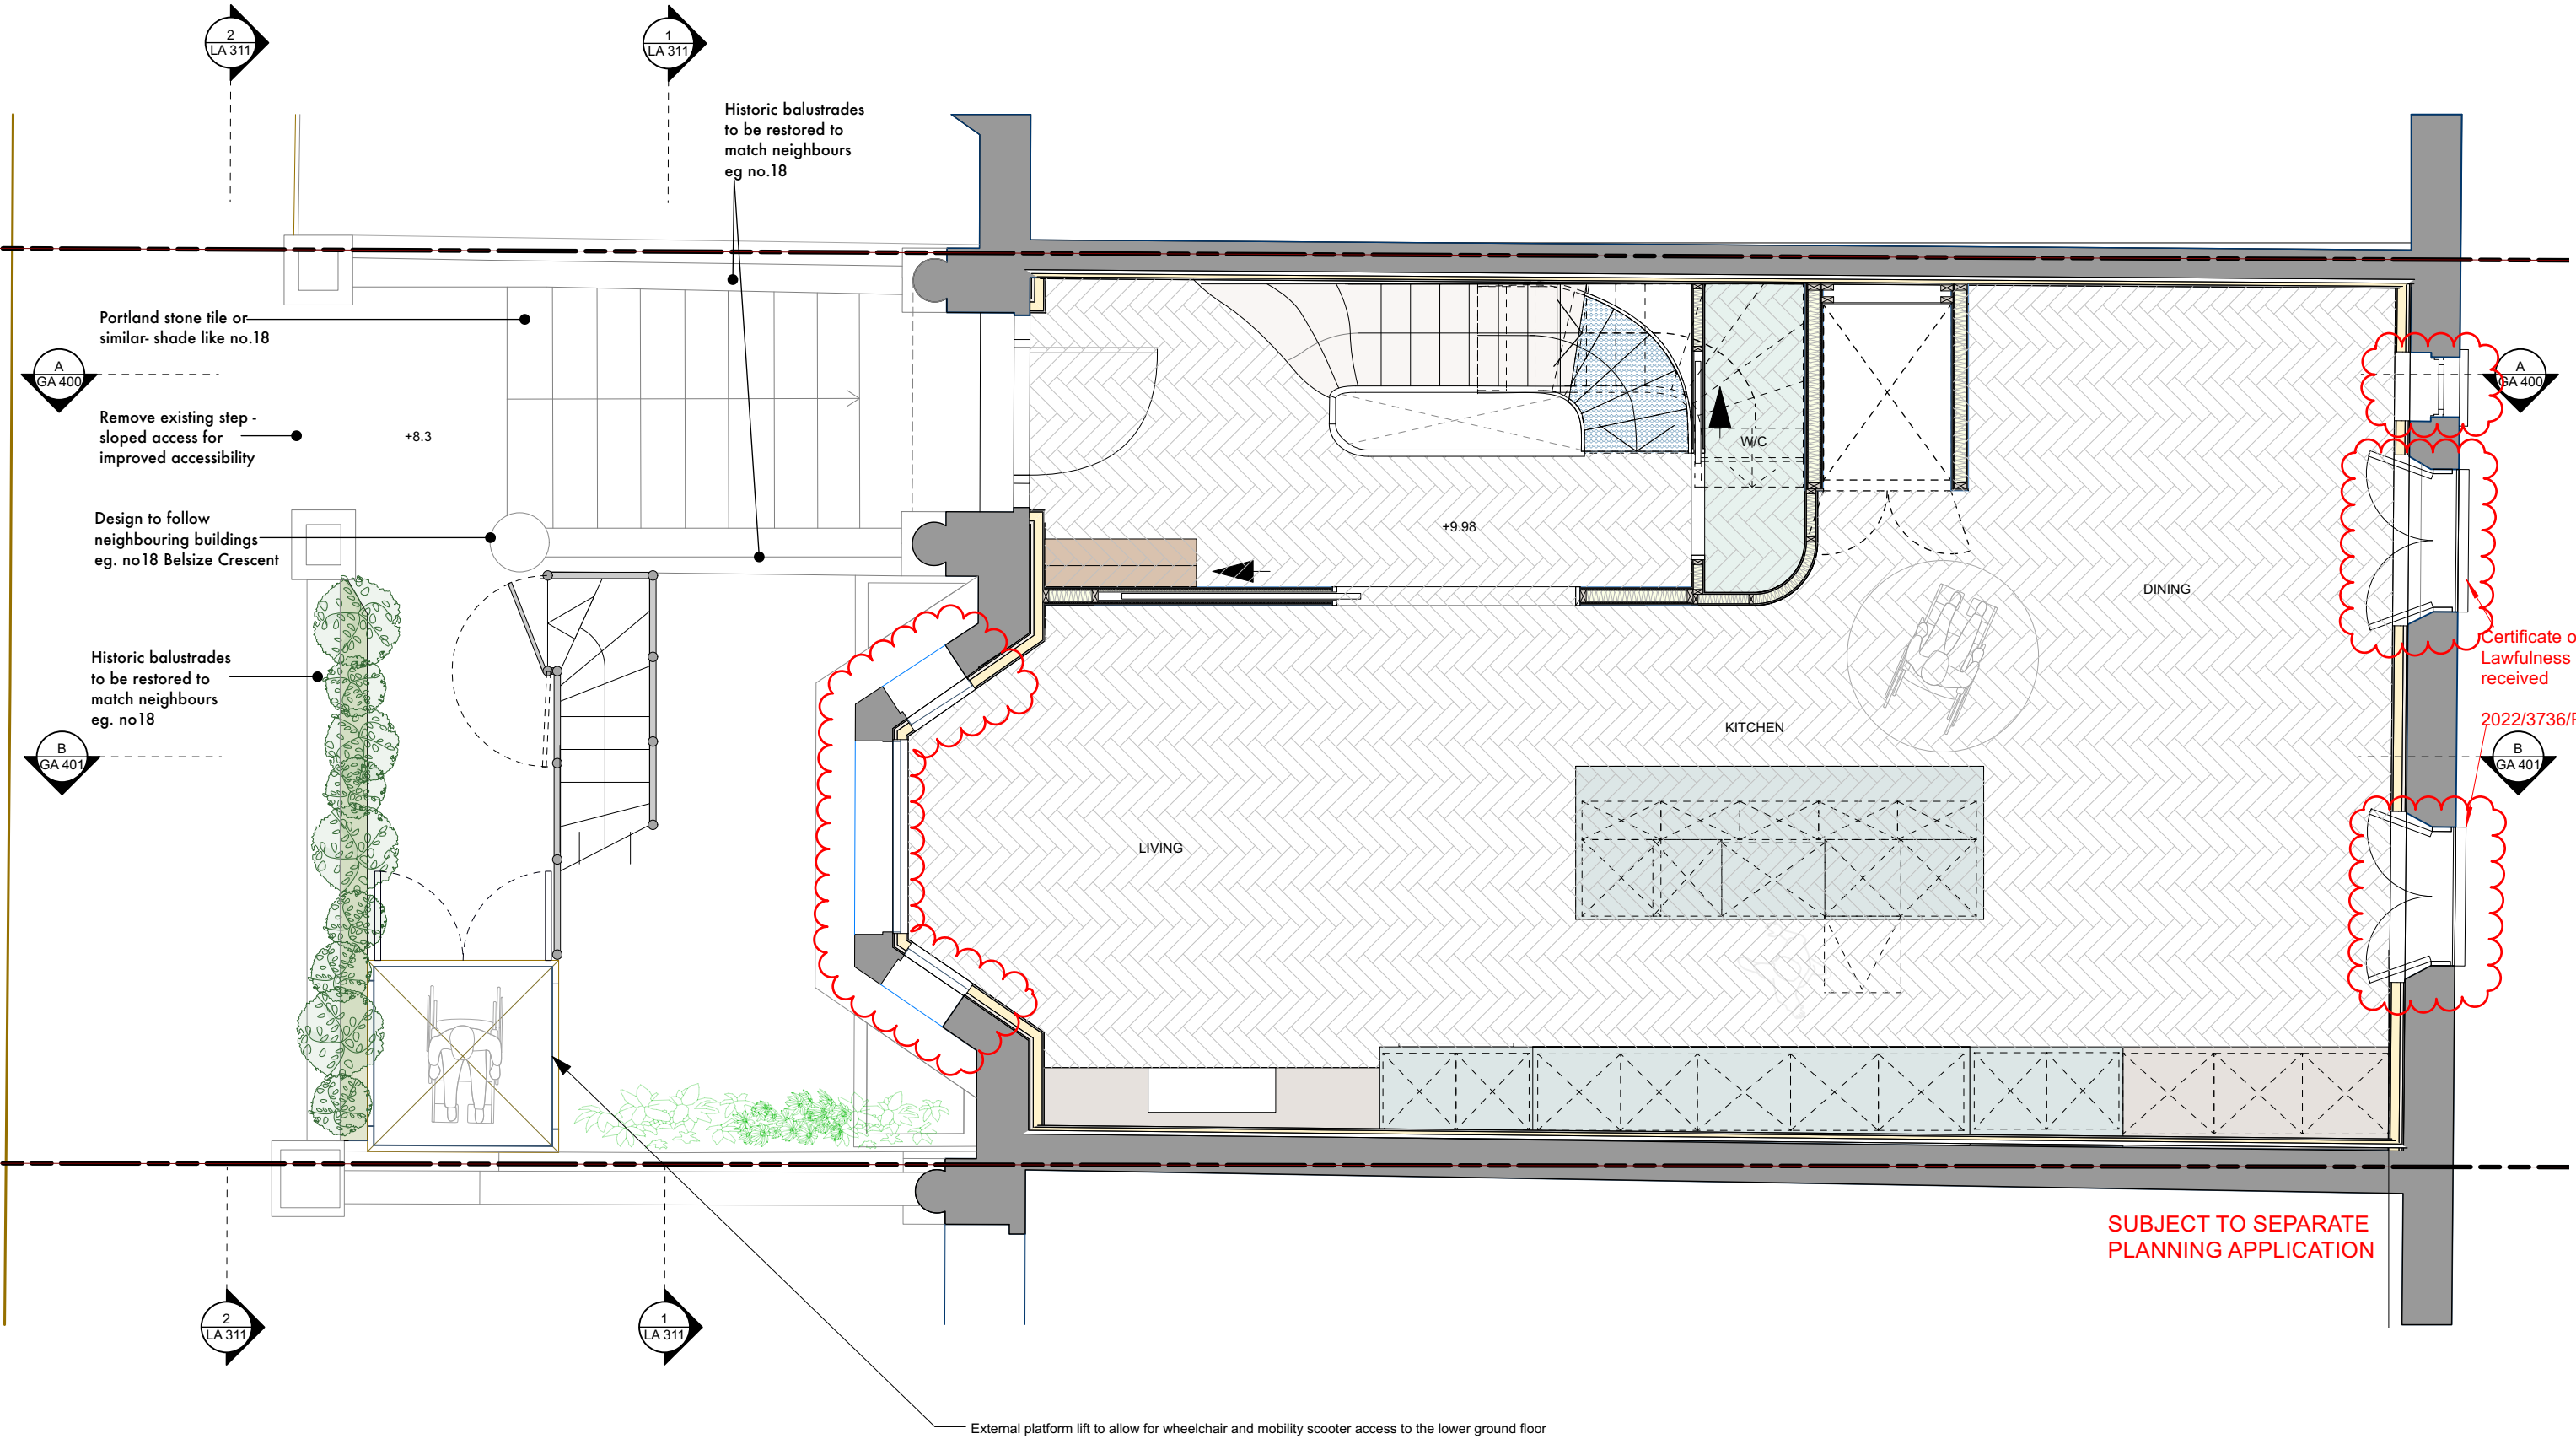 2
LA 311
1
LA 311
Historic balustrades
to be restored to
match neighbours
eg no.18
Portland stone tile or
similar- shade like no.18
A
GA 400
A
GA 400
Remove existing step -
sloped access for
improved accessibility
+8.3
W/C
Design to follow
neighbouring buildings
eg. no18 Belsize Crescent
+9.98
DINING
Certificate o
Lawfulness
received
Historic balustrades
to be restored to
match neighbours
eg. no18
2022/3736/
KITCHEN
B
GA 401
B
GA 401
LIVING
SUBJECT TO SEPARATE
PLANNING APPLICATION
2
LA 311
1
LA 311
External platform lift to allow for wheelchair and mobility scooter access to the lower ground floor